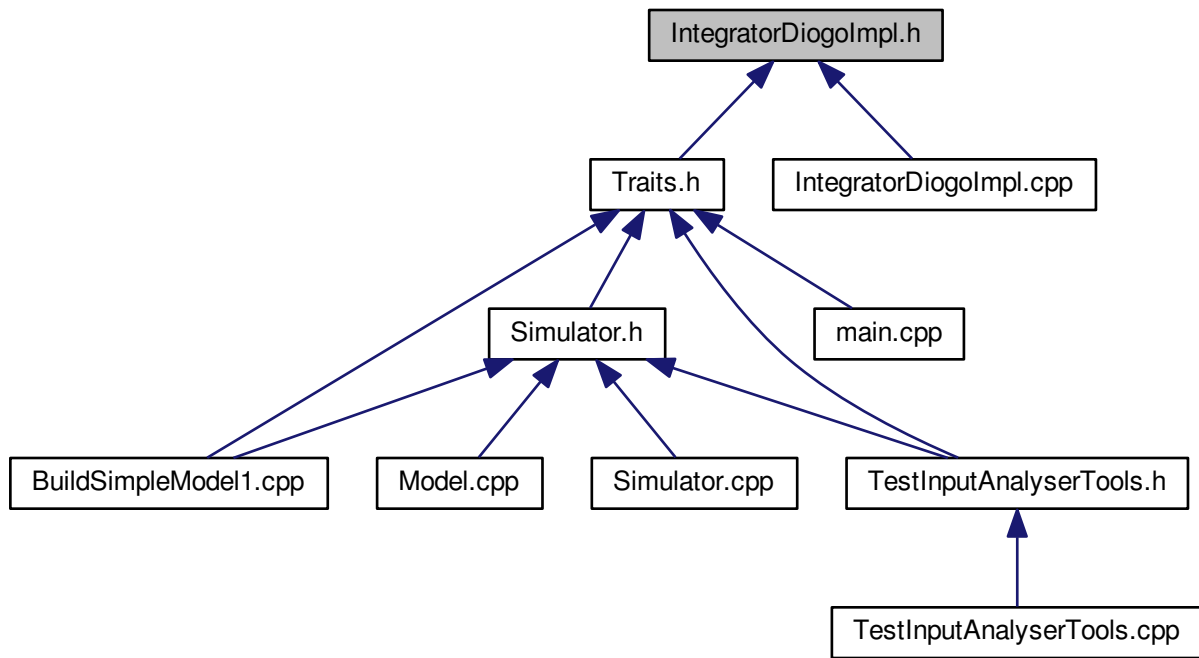 IntegratorDiogoImpl.h
Traits.h
IntegratorDiogoImpl.cpp
Simulator.h
main.cpp
BuildSimpleModel1.cpp
Model.cpp
Simulator.cpp
TestInputAnalyserTools.h
TestInputAnalyserTools.cpp